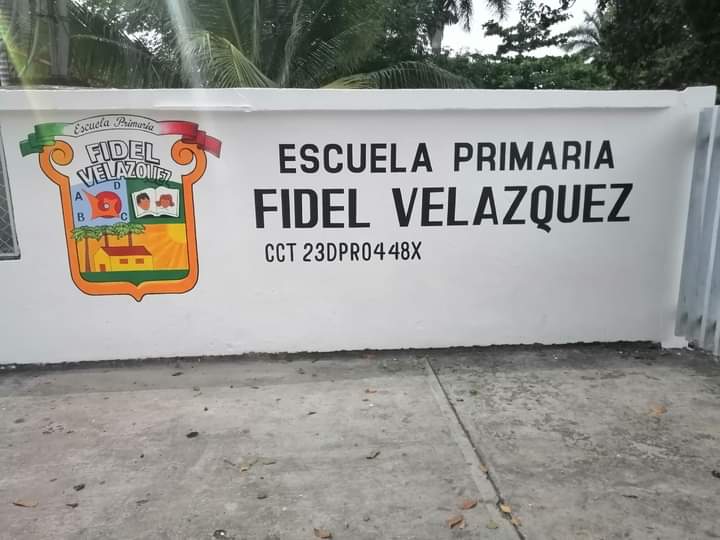 Escuela Primaria
FIDEL
VELAZQUEZ
A
D
B
C
ESCUELA PRIMARIA
FIDEL VELAZQUEZ
CCT 23DPR0448X